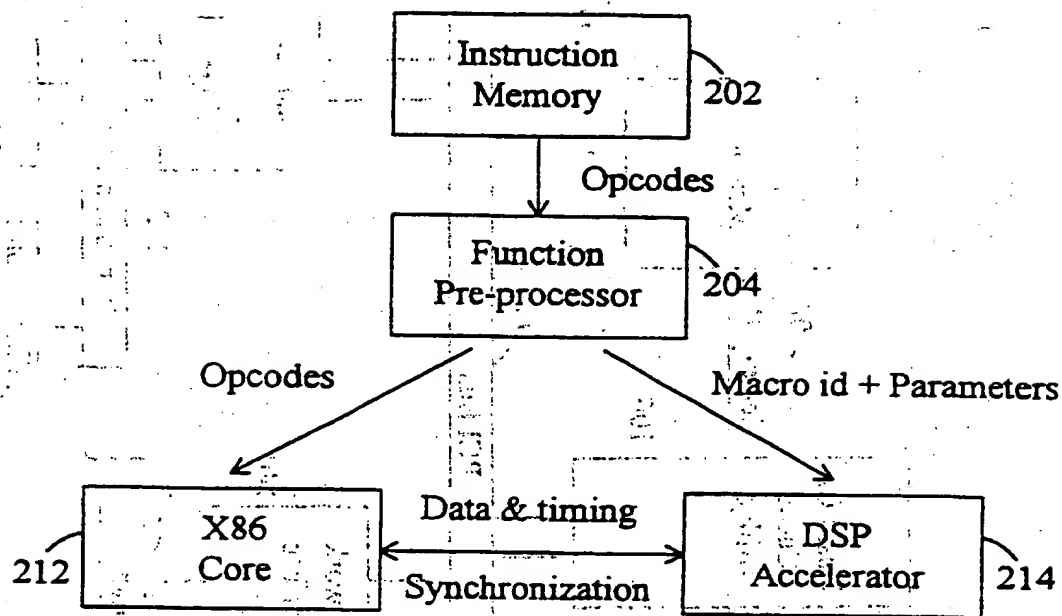 Instruction
Memory
202
Opcodes
Function
Pre-processor
204
Opcodes
Macro id + Parameters
X86
Core
212
Data & timing
Synchronization
DSP
Accelerator
214